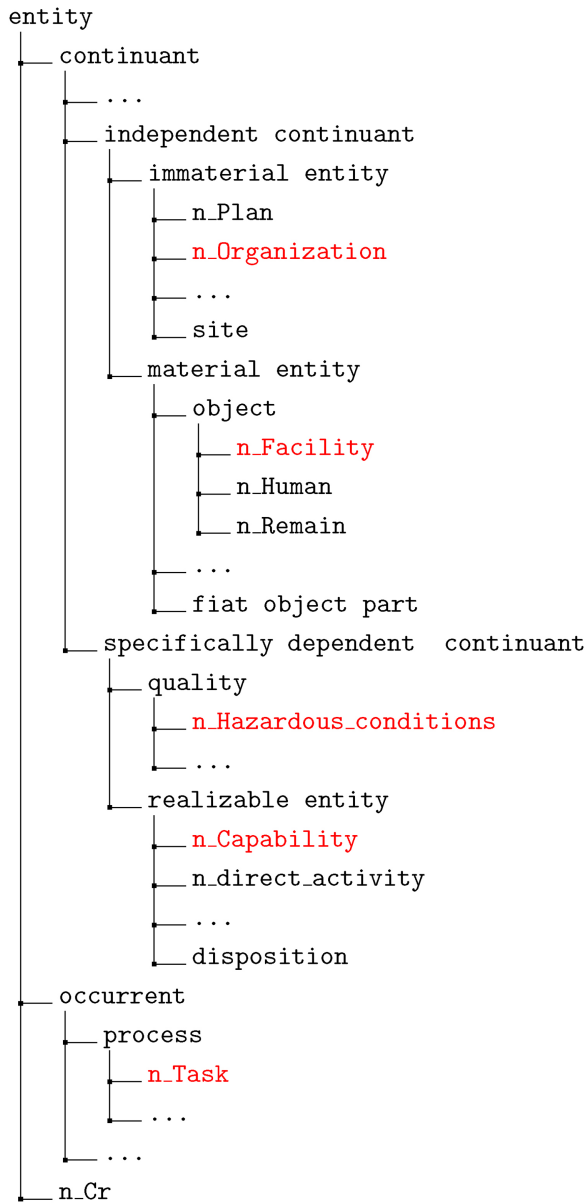 entity
continuant
...
independent continuant
immaterial entity
n_Plan
n_Organization
...
site
material entity
object
n_Facility
n_Human
n_Remain
...
fiat object part
specifically dependent continuant
quality
n_Hazardous_conditions
...
realizable entity
n_Capability
n_direct_activity
...
disposition
occurrent
process
n_Task
...
...
n_Cr